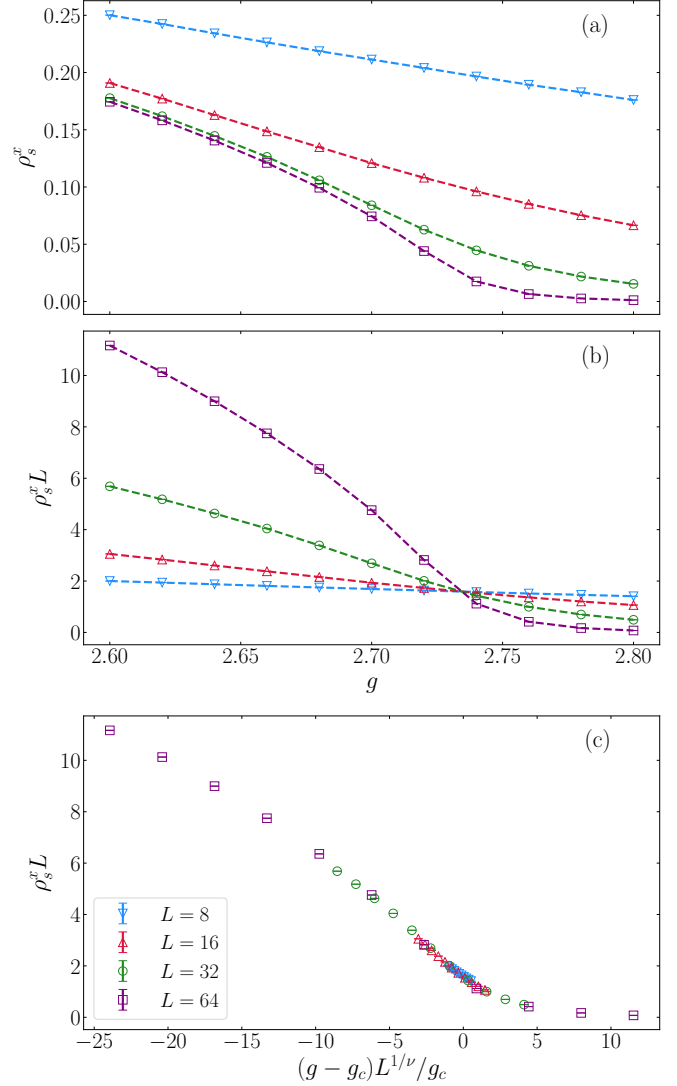 (a)
0.25
0.20
0.15
0.10
0.05
0.00
ρ_s^x
(b)
10
8
6
4
2
0
ρ_s^x L
2.60 2.65 2.70 2.75 2.80
g
(c)
10
8
6
4
2
0
ρ_s^x L
L = 8
L = 16
L = 32
L = 64
−25 −20 −15 −10 −5 0 5 10
(g − g_c)L^{1/ν}/g_c